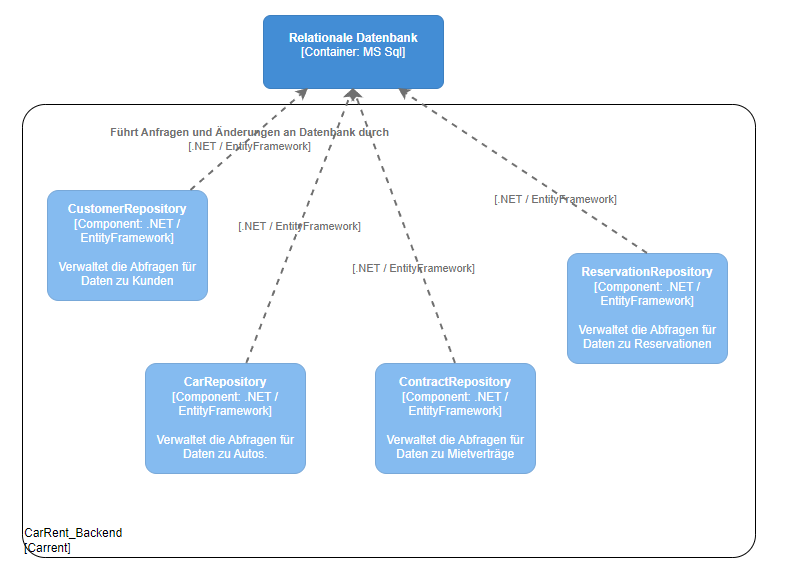 Relationale Datenbank
[Container: MS Sql]
Führt Anfragen und Änderungen an Datenbank durch
[.NET / EntityFramework]
CustomerRepository
[Component: .NET /
EntityFramework]
Verwaltet die Abfragen für
Daten zu Kunden
[.NET / EntityFramework]
[.NET / EntityFramework]
[.NET / EntityFramework]
ReservationRepository
[Component: .NET /
EntityFramework]
Verwaltet die Abfragen für
Daten zu Reservationen
CarRepository
[Component: .NET /
EntityFramework]
Verwaltet die Abfragen für
Daten zu Autos.
ContractRepository
[Component: .NET /
EntityFramework]
Verwaltet die Abfragen für
Daten zu Mietverträge
CarRent_Backend
[Carrent]